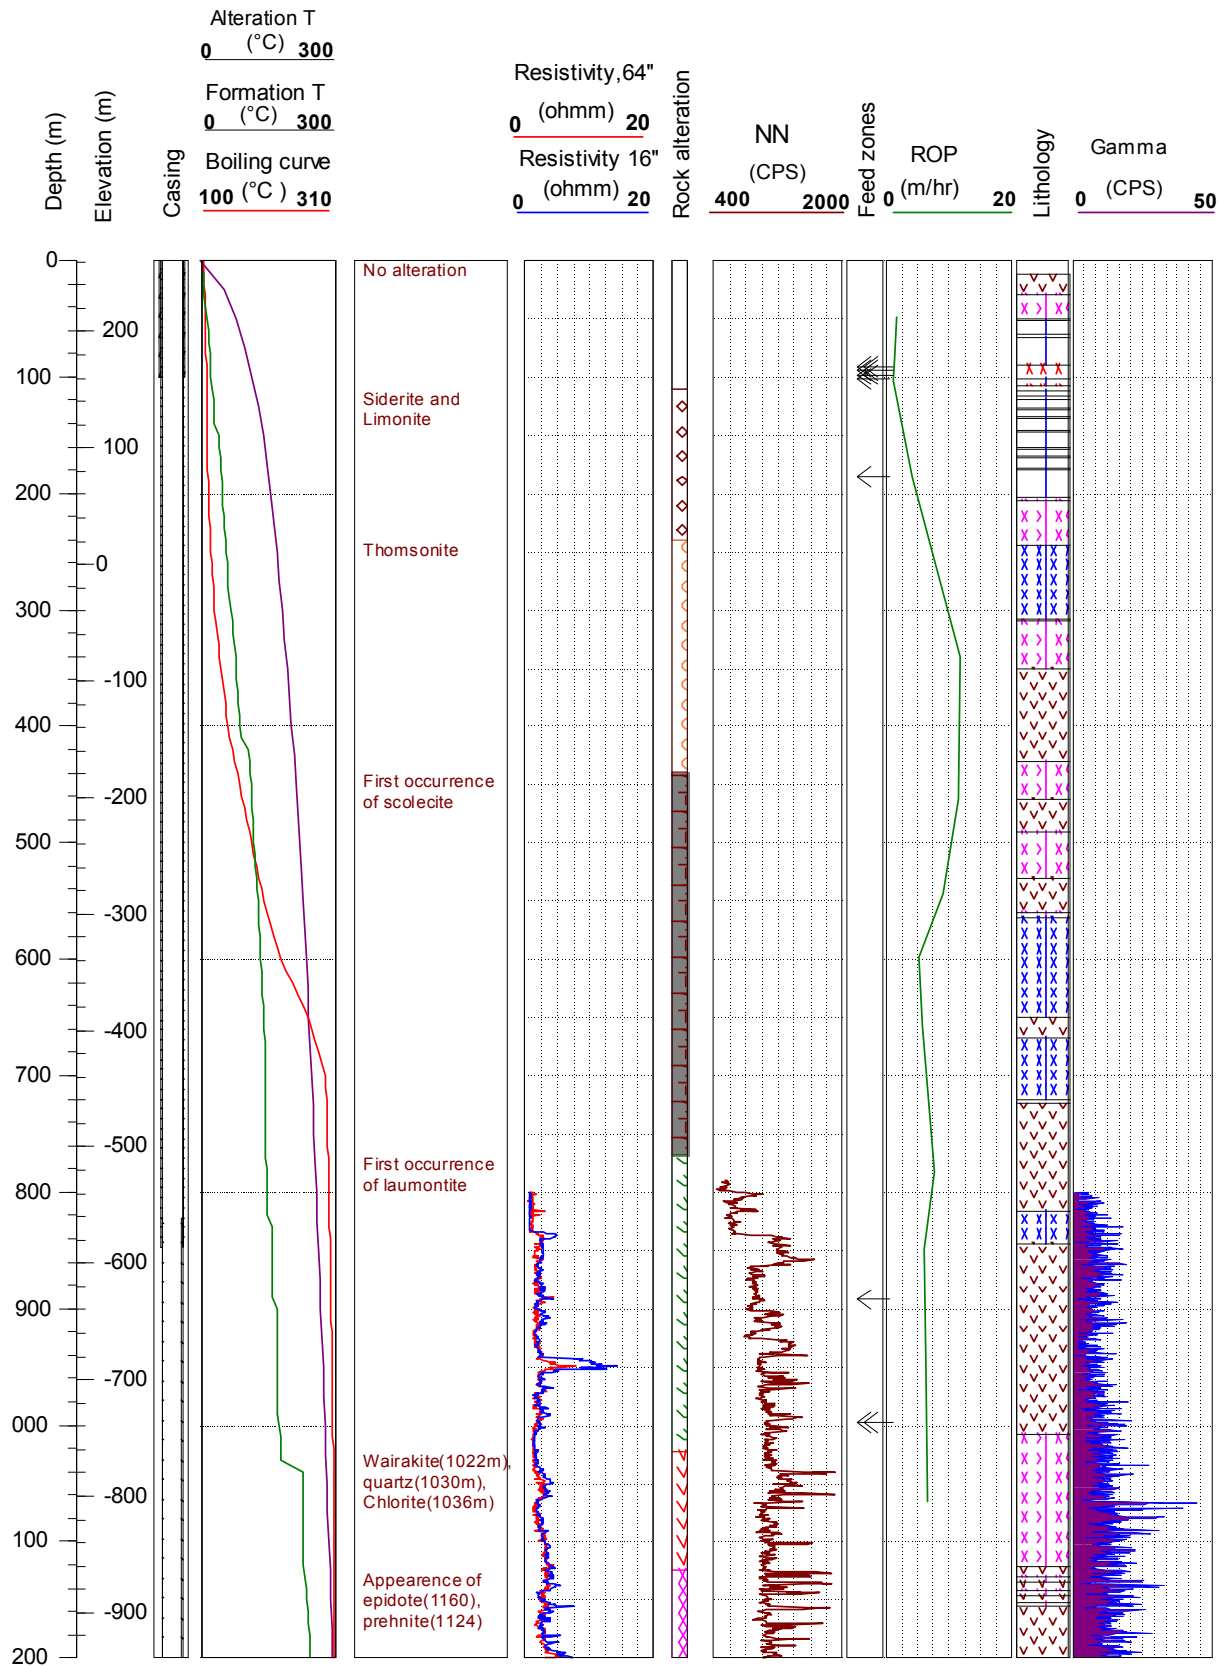 Alteration T
(°C)
0 300
Formation T
(°C)
0 300
Boiling curve
(°C )
100 310
Depth (m)
Elevation (m)
Casing
Resistivity,64"
(ohmm)
0 20
Resistivity 16"
(ohmm)
0 20
Rock alteration
NN
(CPS)
400 2000
Feed zones
ROP
(m/hr)
0 20
Lithology
Gamma
(CPS)
0 50
0
100
200
300
400
500
600
700
800
900
000
100
200
200
100
0
-100
-200
-300
-400
-500
-600
-700
-800
-900
No alteration
Siderite and
Limonite
Thomsonite
First occurrence
of scolecite
First occurrence
of laumontite
Wairakite(1022m),
quartz(1030m),
Chlorite(1036m)
Appearence of
epidote(1160),
prehnite(1124)